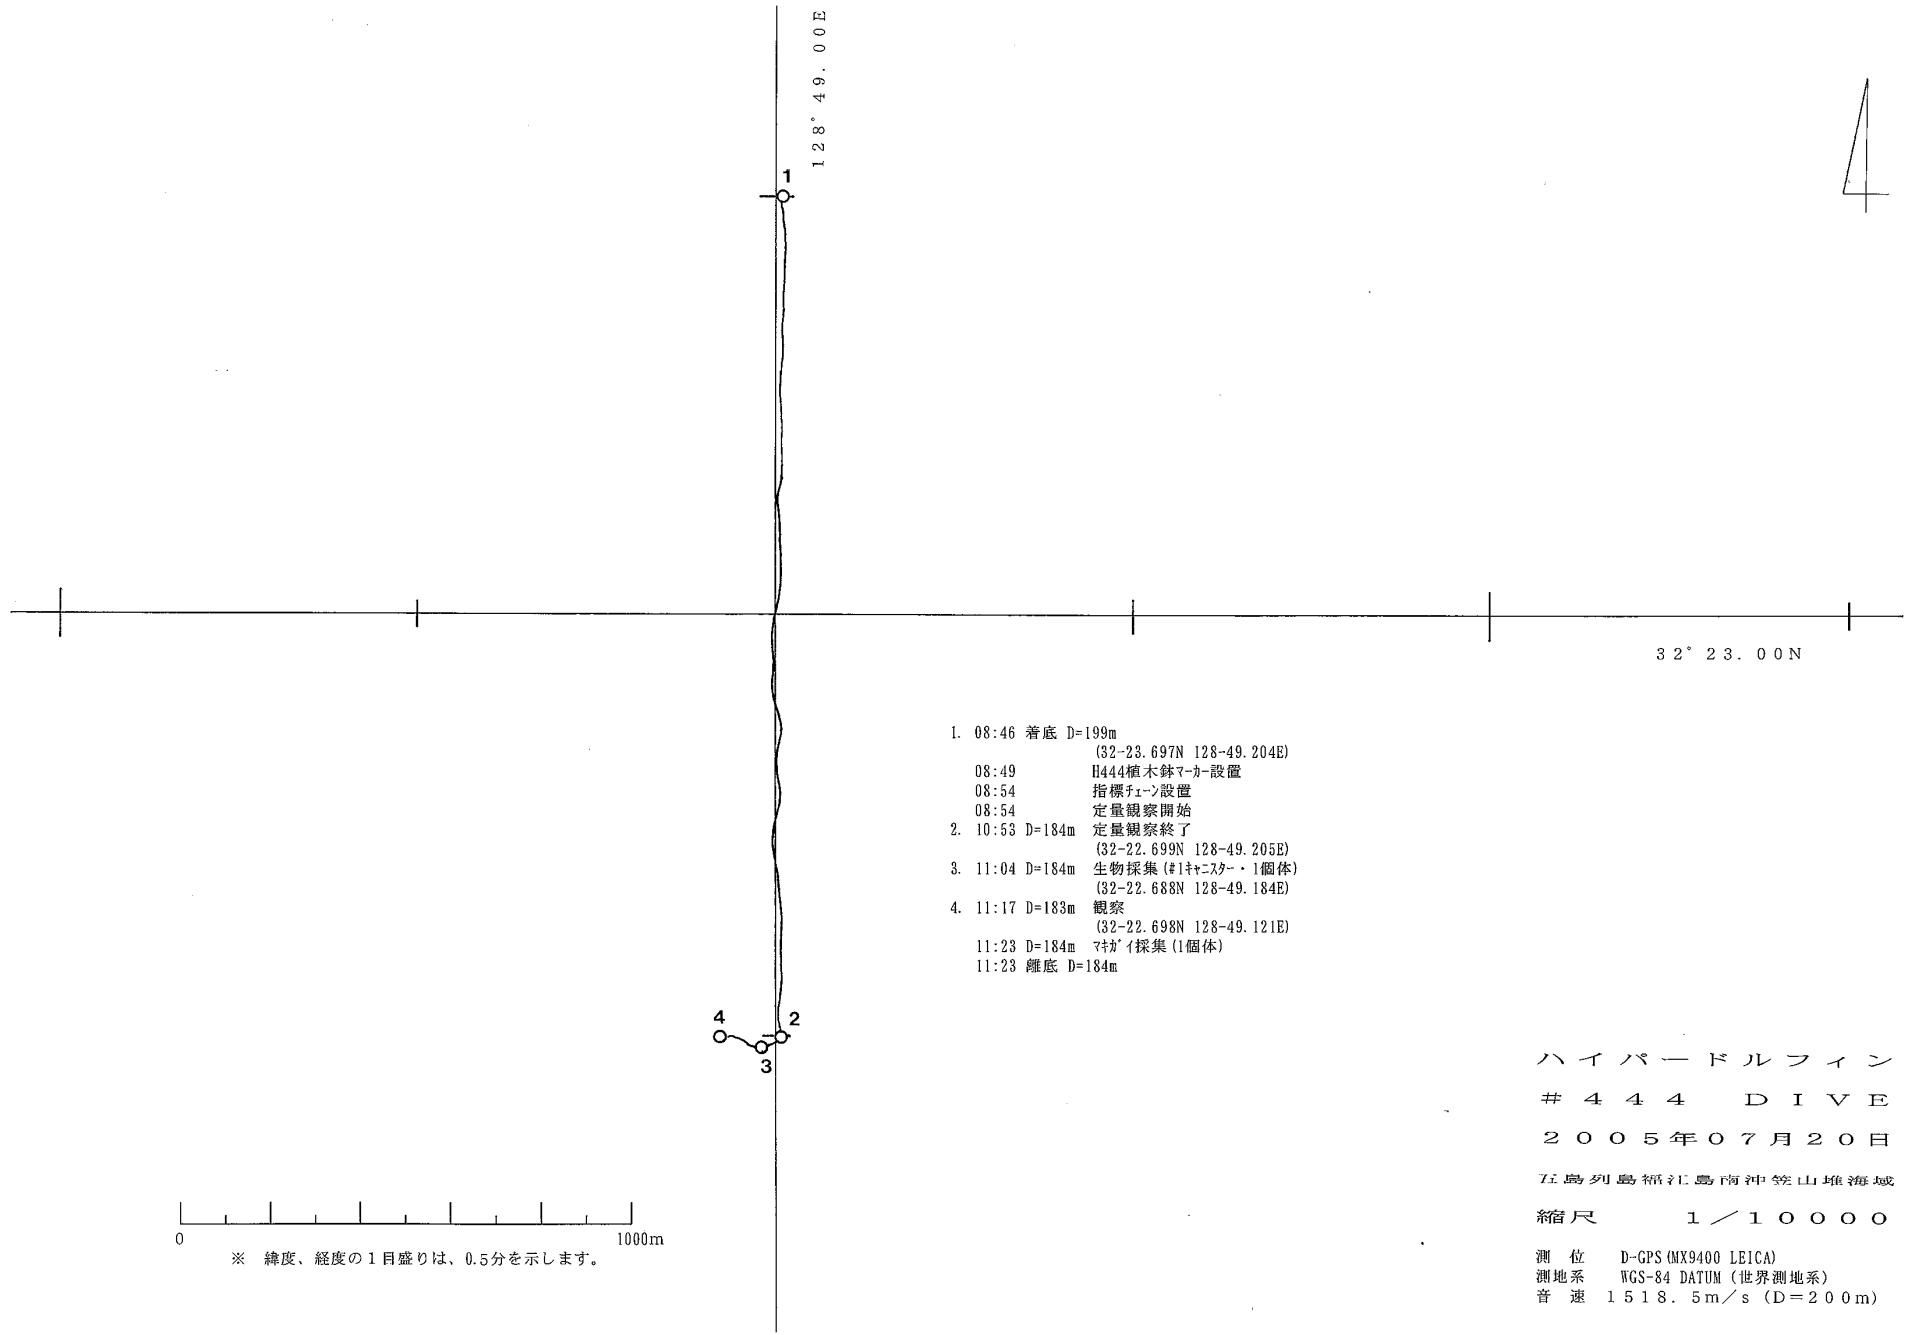 128°49.00E
1
32°23.00N
1. 08:46 着底 D=199m
(32-23.697N 128-49.204E)
08:49 H444植木鉢マーカー設置
08:54 指標チェーン設置
08:54 定量観察開始
2. 10:53 D=184m 定量観察終了
(32-22.699N 128-49.205E)
3. 11:04 D=184m 生物採集(#1キャニスター・1個体)
(32-22.688N 128-49.184E)
4. 11:17 D=183m 観察
(32-22.698N 128-49.121E)
11:23 D=184m マキガイ採集(1個体)
11:23 離底 D=184m
4
2
3
0
1000m
※ 緯度、経度の1目盛りは、0.5分を示します。
ハイパードルフィン
#444 DIVE
2005年07月20日
五島列島福江島南沖笠山堆海域
縮尺 1/10000
測位 D-GPS(MX9400 LEICA)
測地系 WGS-84 DATUM(世界測地系)
音速 1518.5m/s(D=200m)